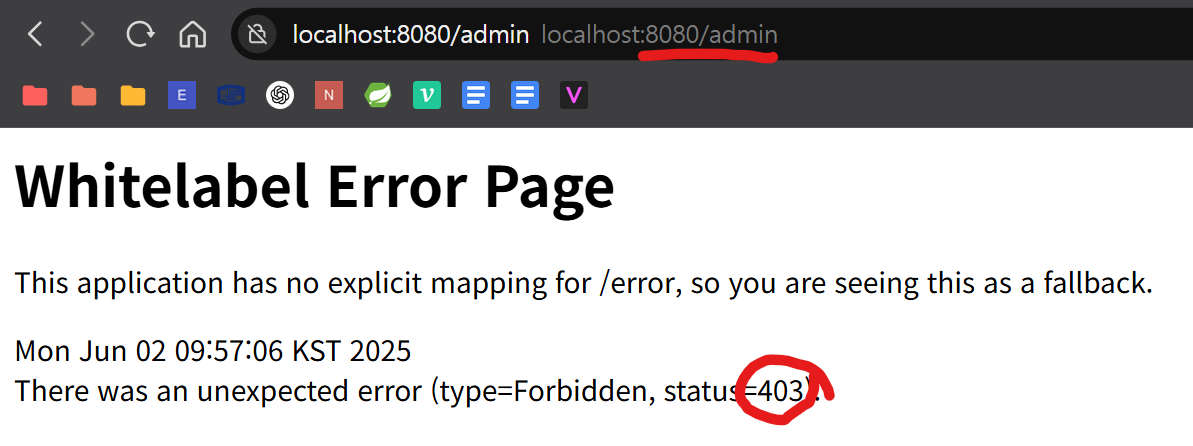 localhost:8080/admin localhost:8080/admin
E N V V
Whitelabel Error Page
This application has no explicit mapping for /error, so you are seeing this as a fallback.
Mon Jun 02 09:57:06 KST 2025
There was an unexpected error (type=Forbidden, status=403).